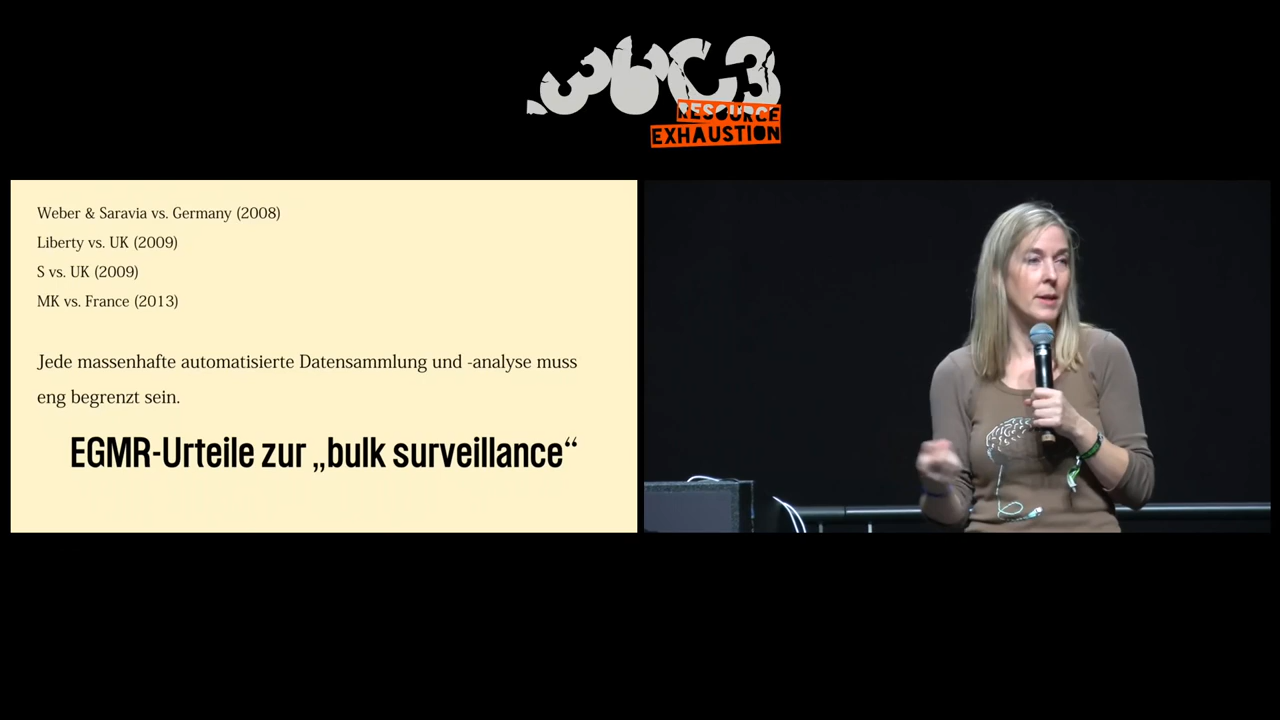 36C3
RESOURCE
EXHAUSTION
Weber & Saravia vs. Germany (2008)
Liberty vs. UK (2009)
S vs. UK (2009)
MK vs. France (2013)
Jede massenhafte automatisierte Datensammlung und -analyse muss
eng begrenzt sein.
EGMR-Urteile zur „bulk surveillance“